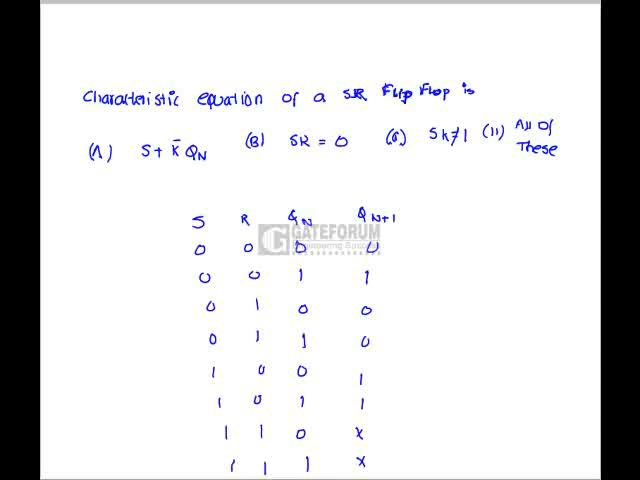 Characteristic equation of a SR Flip Flop is
(A) S + R̄ Q_N (B) SR = 0 (C) SR ≠ 1 (D) All Of These
S R Q_N Q_N+1
GATEFORUM
Engineering Success
0 0 0 0
0 0 1 1
0 1 0 0
0 1 1 0
1 0 0 1
1 0 1 1
1 1 0 x
1 1 1 x